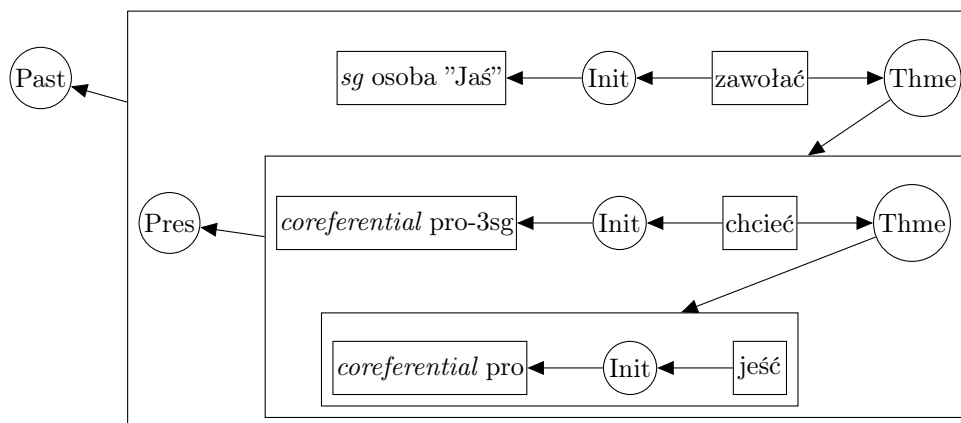 Past
sg osoba "Jaś" Init zawołać Thme
Pres
coreferential pro-3sg Init chcieć Thme
coreferential pro Init jeść